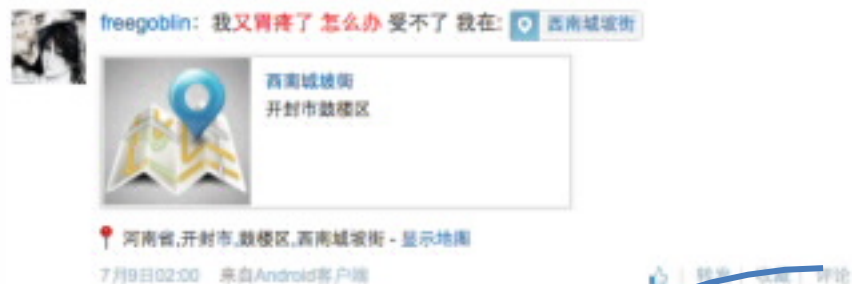 freegoblin：我又胃疼了 怎么办 受不了 我在: 西南城坡街
西南城坡街
开封市鼓楼区
河南省,开封市,鼓楼区,西南城坡街 - 显示地图
7月9日02:00 来自Android客户端
转发 | 收藏 | 评论